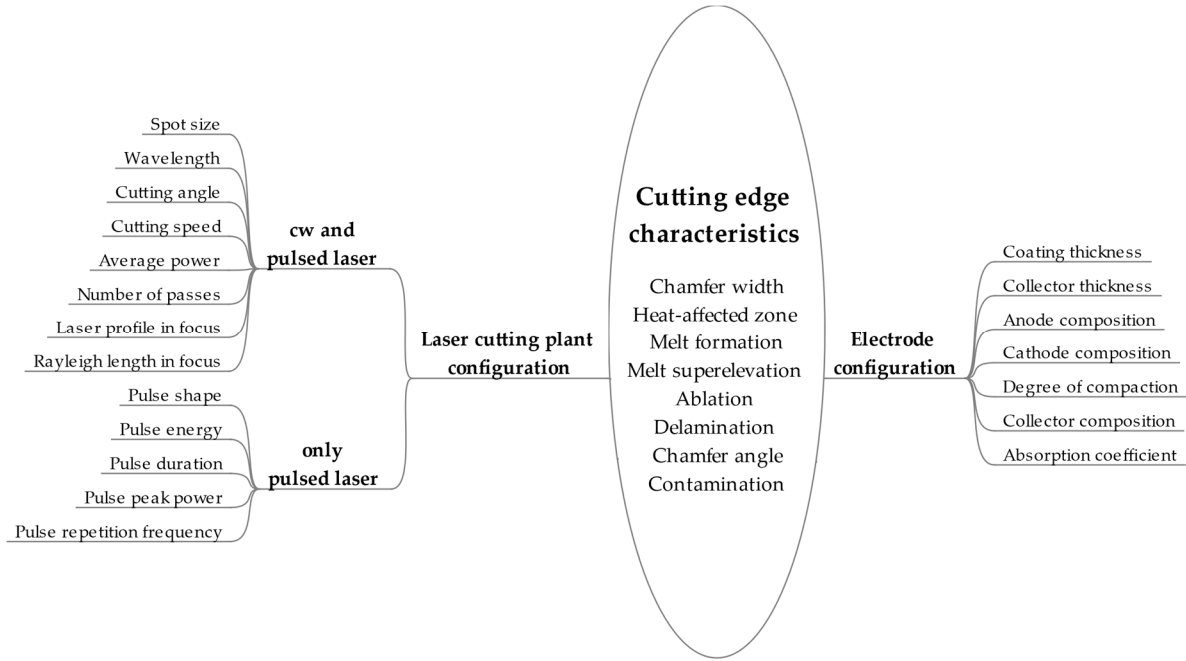 Spot size
Wavelength
Cutting angle
Cutting speed
Average power
Number of passes
Laser profile in focus
Rayleigh length in focus
cw and
pulsed laser
Pulse shape
Pulse energy
Pulse duration
Pulse peak power
Pulse repetition frequency
only
pulsed laser
Laser cutting plant
configuration
Cutting edge
characteristics
Chamfer width
Heat-affected zone
Melt formation
Melt superelevation
Ablation
Delamination
Chamfer angle
Contamination
Electrode
configuration
Coating thickness
Collector thickness
Anode composition
Cathode composition
Degree of compaction
Collector composition
Absorption coefficient